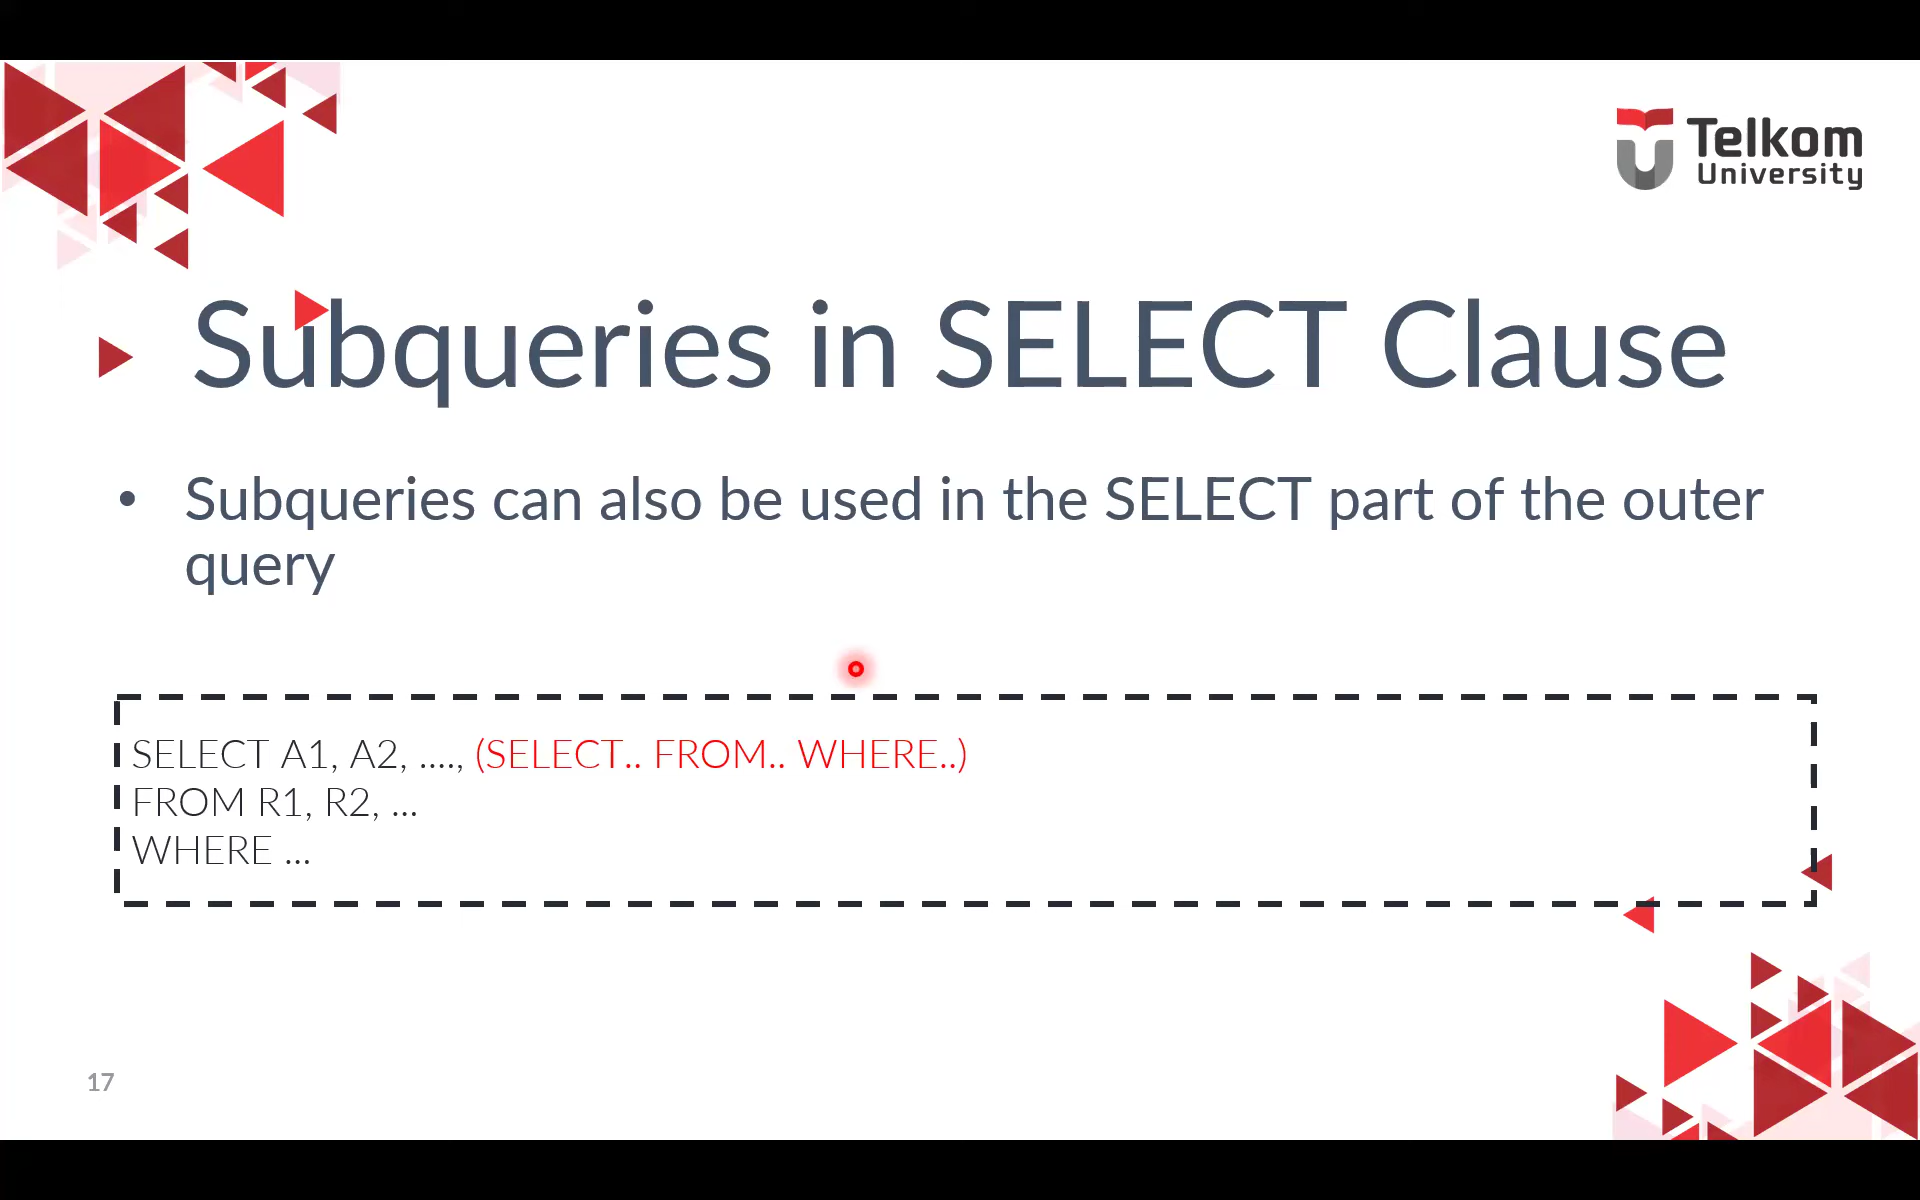 Telkom
University
Subqueries in SELECT Clause
• Subqueries can also be used in the SELECT part of the outer
query
SELECT A1, A2, ...., (SELECT.. FROM.. WHERE..)
FROM R1, R2, ...
WHERE ...
17